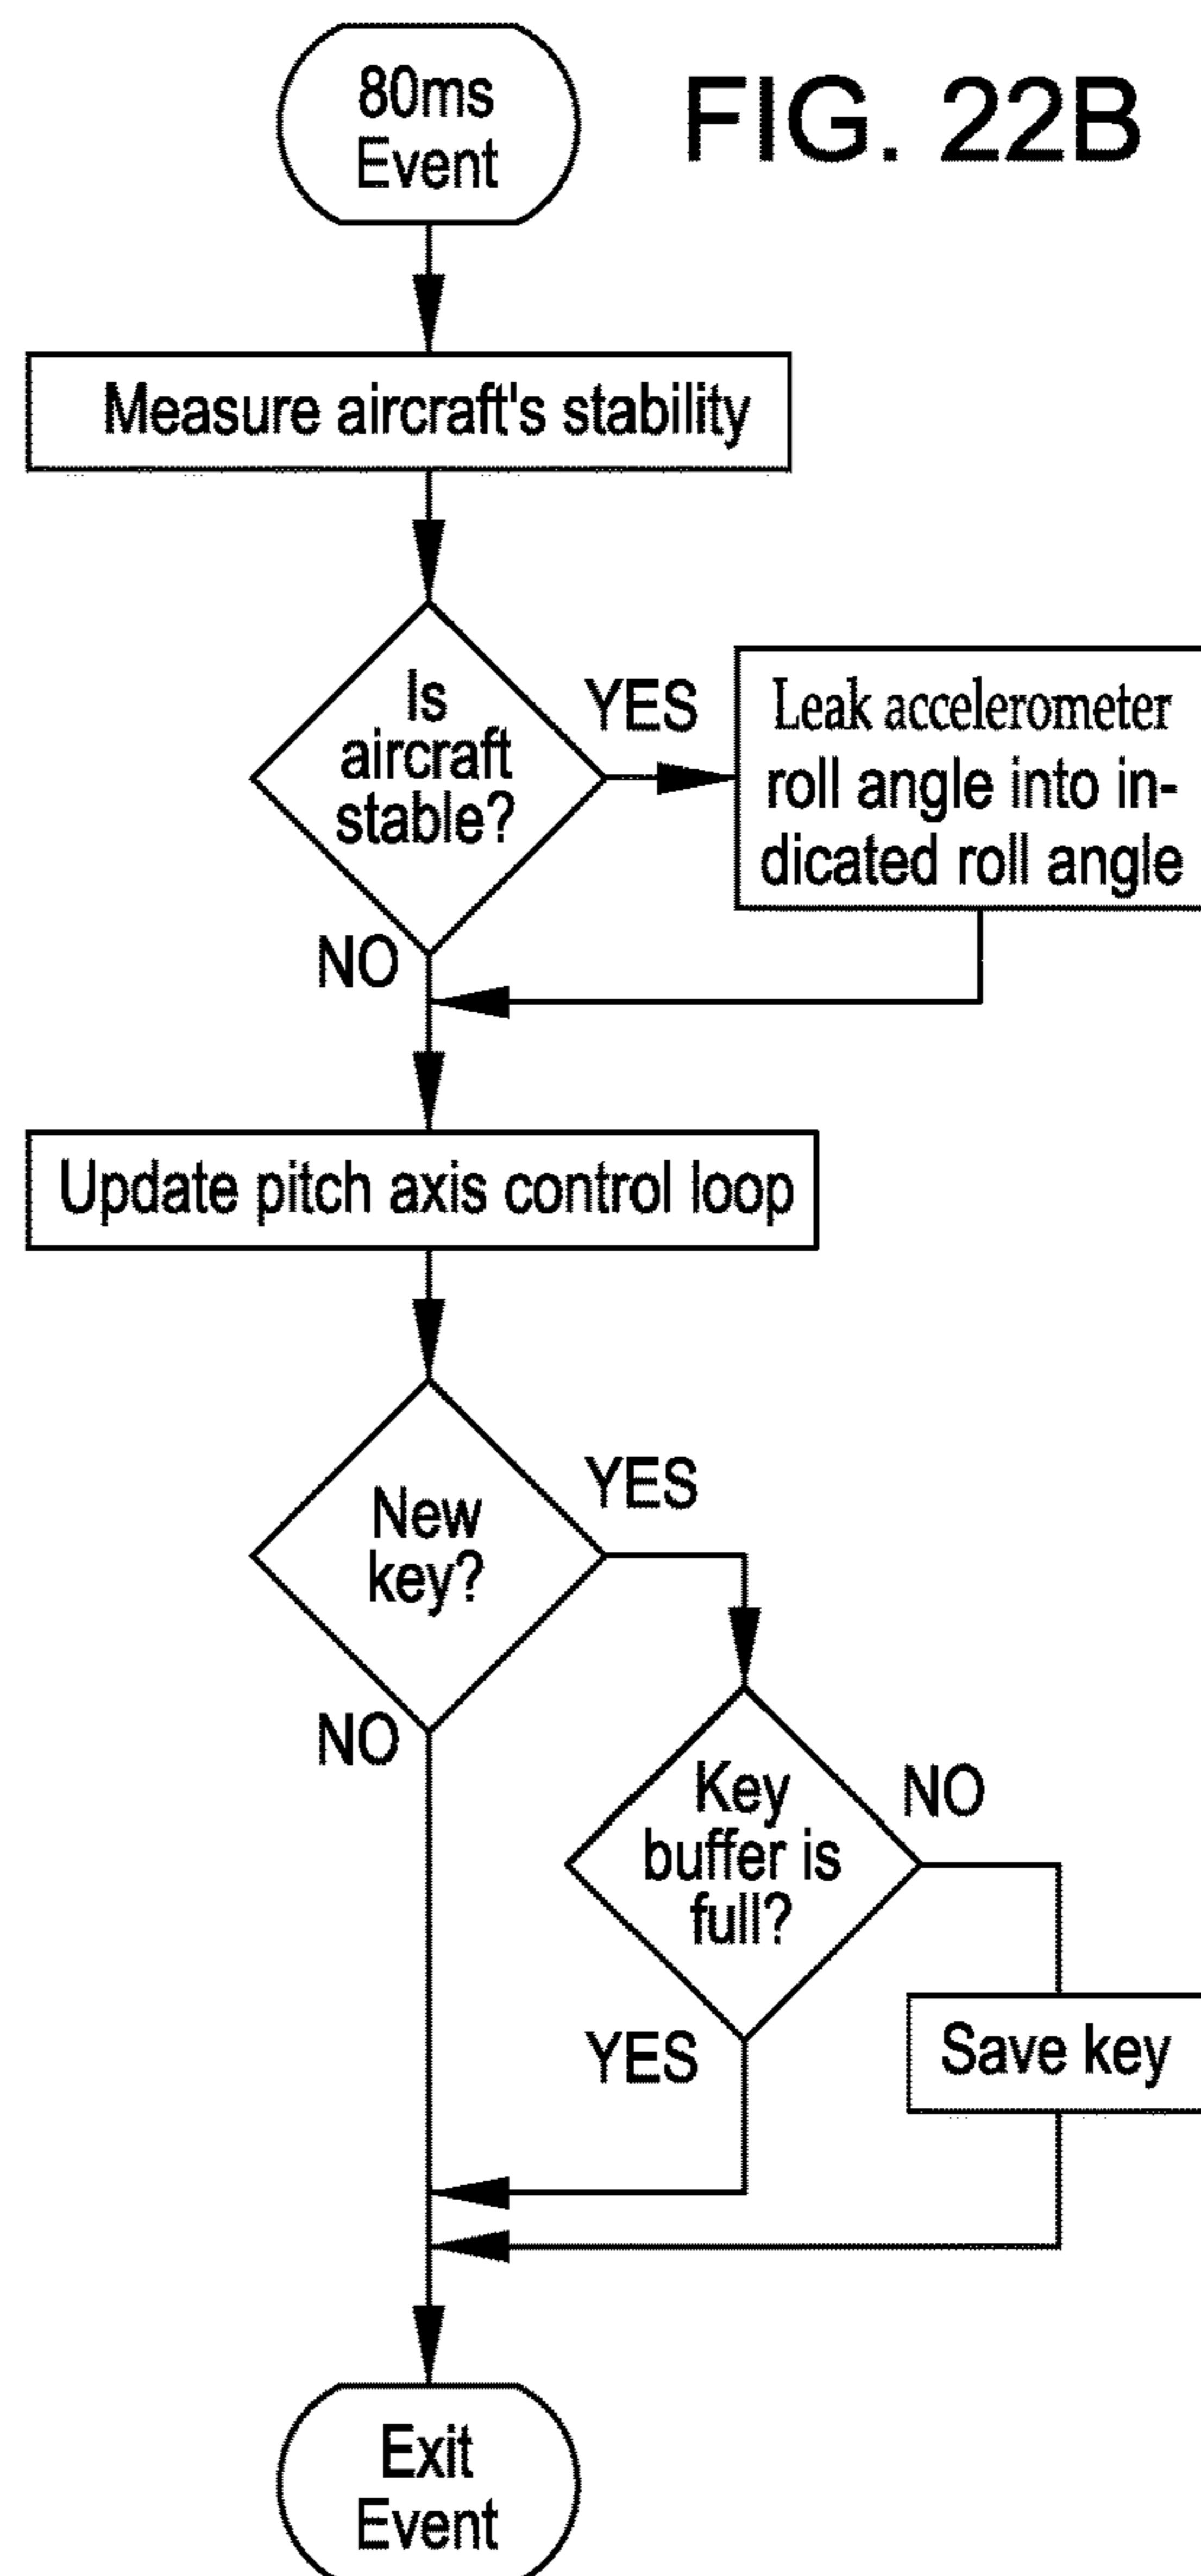 80ms
Event
FIG. 22B
Measure aircraft's stability
Is
aircraft
stable?
YES
Leak accelerometer
roll angle into in-
dicated roll angle
NO
Update pitch axis control loop
New
key?
YES
NO
Key
buffer is
full?
NO
YES
Save key
Exit
Event